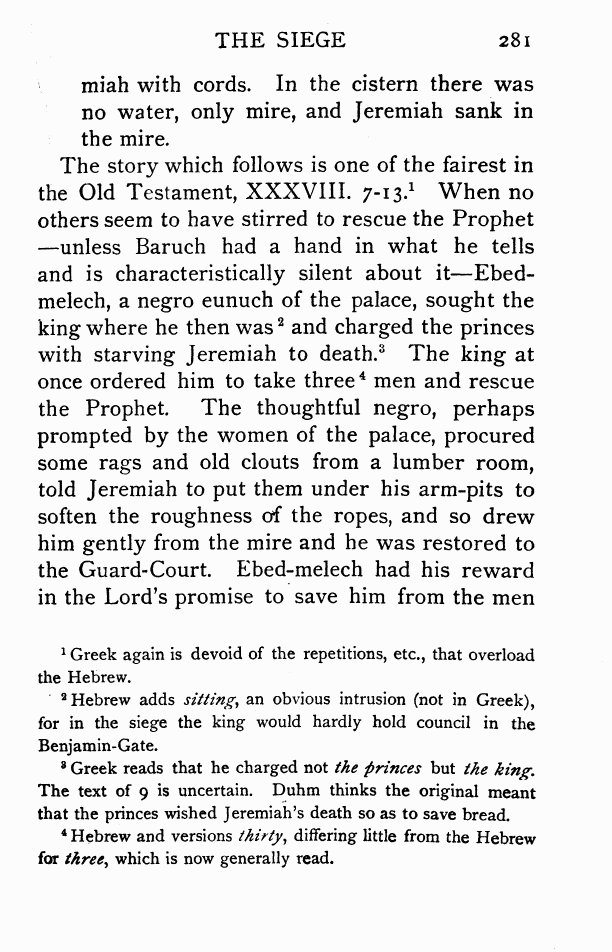 THE SIEGE 281
miah with cords. In the cistern there was
no water, only mire, and Jeremiah sank in
the mire.
The story which follows is one of the fairest in
the Old Testament, XXXVIII. 7-13.¹ When no
others seem to have stirred to rescue the Prophet
—unless Baruch had a hand in what he tells
and is characteristically silent about it—Ebed-
melech, a negro eunuch of the palace, sought the
king where he then was² and charged the princes
with starving Jeremiah to death.³ The king at
once ordered him to take three⁴ men and rescue
the Prophet. The thoughtful negro, perhaps
prompted by the women of the palace, procured
some rags and old clouts from a lumber room,
told Jeremiah to put them under his arm-pits to
soften the roughness of the ropes, and so drew
him gently from the mire and he was restored to
the Guard-Court. Ebed-melech had his reward
in the Lord's promise to save him from the men
¹ Greek again is devoid of the repetitions, etc., that overload
the Hebrew.
² Hebrew adds sitting, an obvious intrusion (not in Greek),
for in the siege the king would hardly hold council in the
Benjamin-Gate.
³ Greek reads that he charged not the princes but the king.
The text of 9 is uncertain. Duhm thinks the original meant
that the princes wished Jeremiah's death so as to save bread.
⁴ Hebrew and versions thirty, differing little from the Hebrew
for three, which is now generally read.